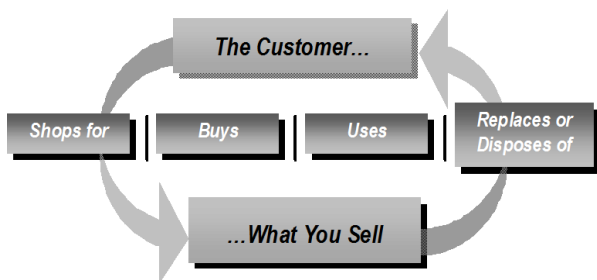 The Customer...
Shops for
Buys
Uses
Replaces or
Disposes of
...What You Sell